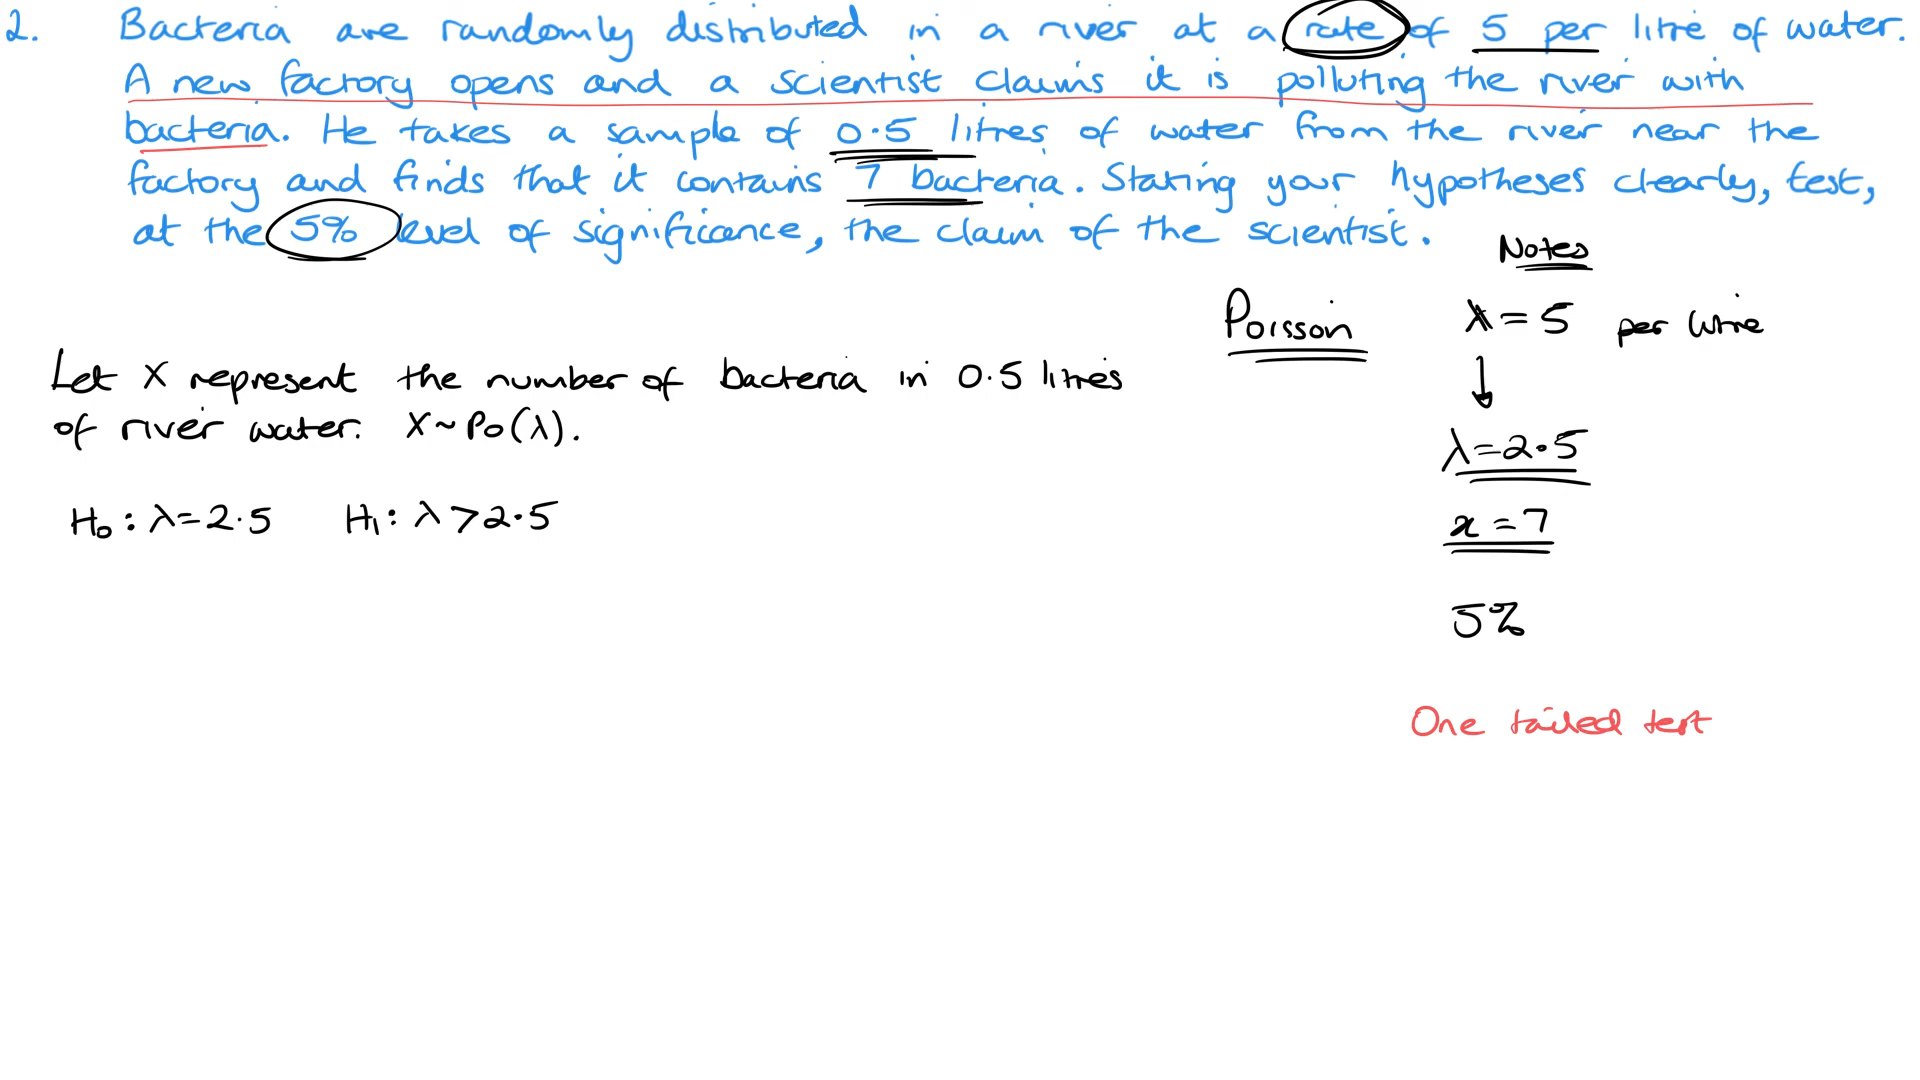 2. Bacteria are randomly distributed in a river at a rate of 5 per litre of water.
A new factory opens and a scientist claims it is polluting the river with
bacteria. He takes a sample of 0.5 litres of water from the river near the
factory and finds that it contains 7 bacteria. Stating your hypotheses clearly, test,
at the 5% level of significance, the claim of the scientist.
Notes
Poisson λ = 5 per litre
↓
Let X represent the number of bacteria in 0.5 litres
of river water. X ~ Po(λ).
λ = 2.5
H₀ : λ = 2.5 H₁ : λ > 2.5
x = 7
5%
One tailed test